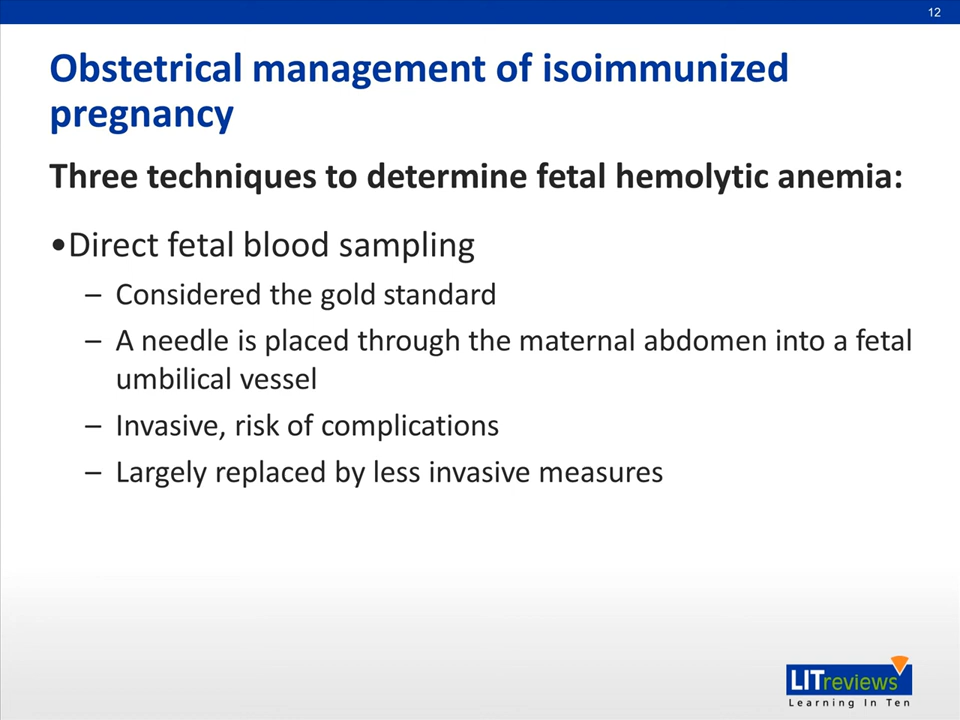 12
Obstetrical management of isoimmunized
pregnancy
Three techniques to determine fetal hemolytic anemia:
•Direct fetal blood sampling
– Considered the gold standard
– A needle is placed through the maternal abdomen into a fetal
umbilical vessel
– Invasive, risk of complications
– Largely replaced by less invasive measures
LITreviews
Learning In Ten